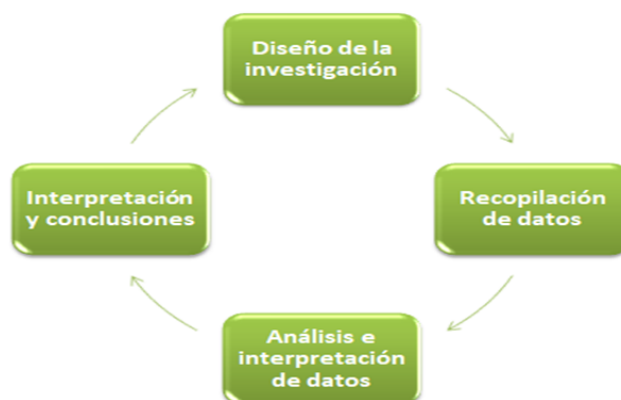 Diseño de la
investigación
Recopilación
de datos
Análisis e
interpretación
de datos
Interpretación
y conclusiones